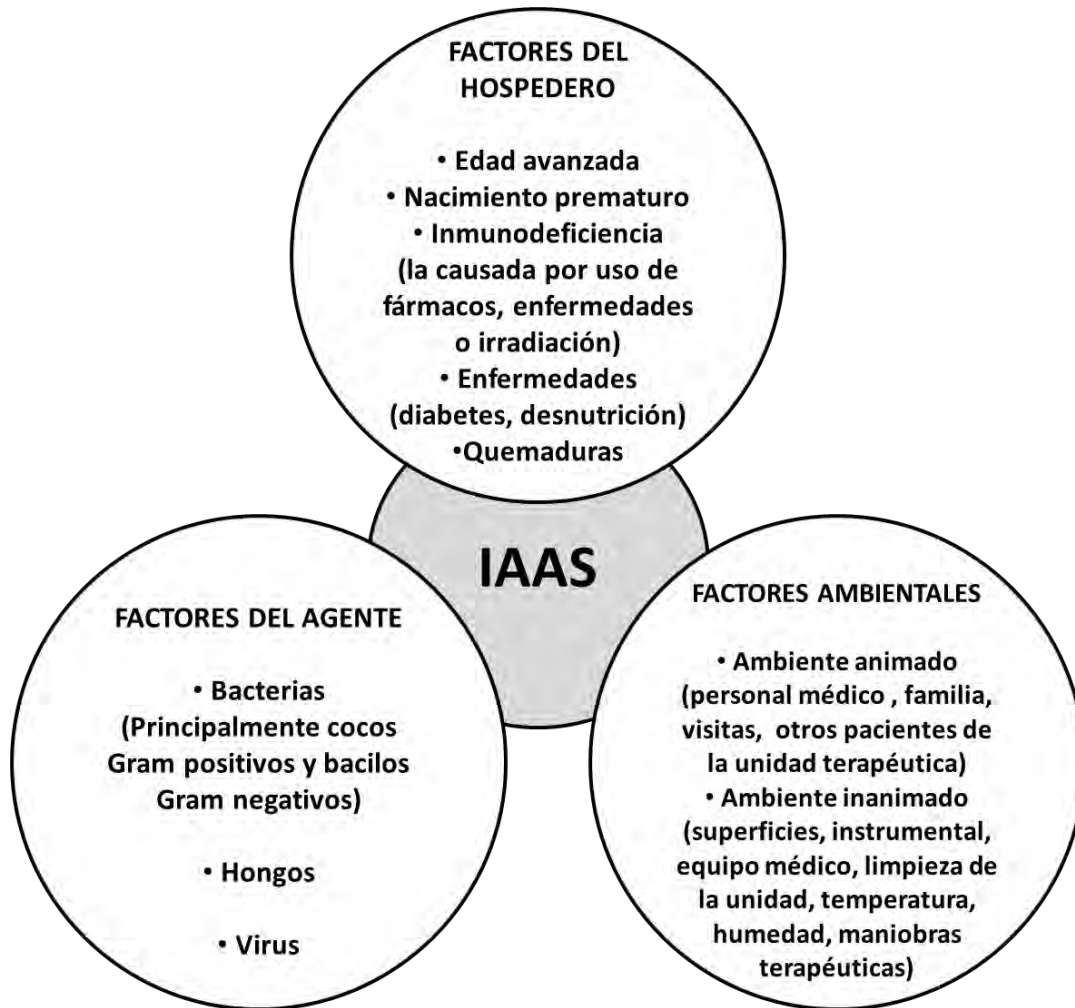 FACTORES DEL
HOSPEDERO
• Edad avanzada
• Nacimiento prematuro
• Inmunodeficiencia
(la causada por uso de
fármacos, enfermedades
o irradiación)
• Enfermedades
(diabetes, desnutrición)
•Quemaduras
IAAS
FACTORES DEL AGENTE
• Bacterias
(Principalmente cocos
Gram positivos y bacilos
Gram negativos)
• Hongos
• Virus
FACTORES AMBIENTALES
• Ambiente animado
(personal médico , familia,
visitas, otros pacientes de
la unidad terapéutica)
• Ambiente inanimado
(superficies, instrumental,
equipo médico, limpieza de
la unidad, temperatura,
humedad, maniobras
terapéuticas)